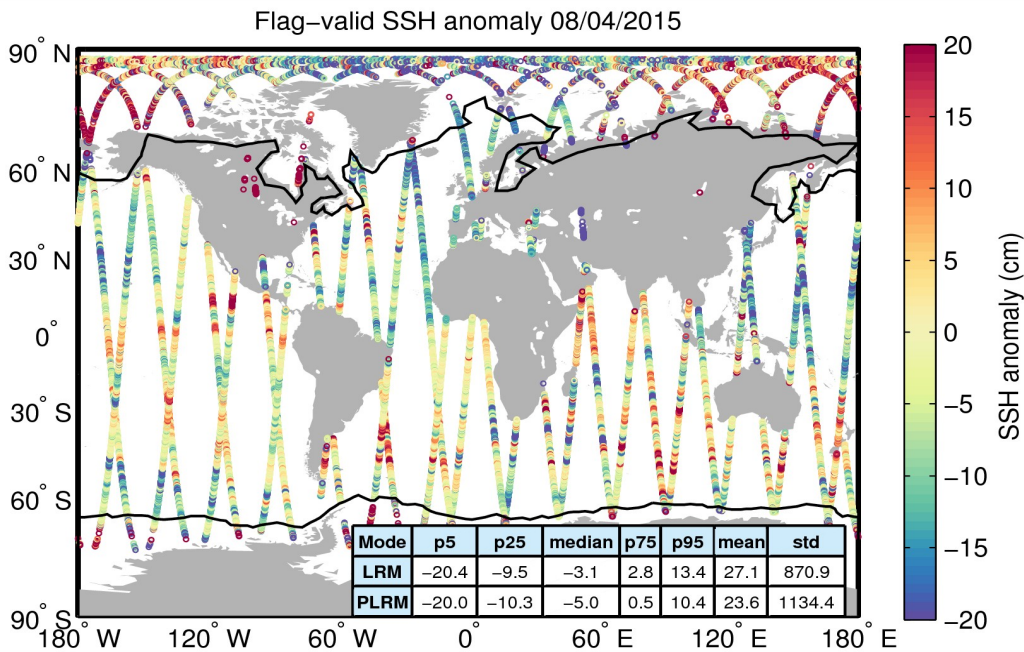 Flag−valid SSH anomaly 08/04/2015
90° N
60° N
30° N
0°
30° S
60° S
90° S
180° W
120° W
60° W
0°
60° E
120° E
180° E
Mode p5 p25 median p75 p95 mean std
LRM −20.4 −9.5 −3.1 2.8 13.4 27.1 870.9
PLRM −20.0 −10.3 −5.0 0.5 10.4 23.6 1134.4
20
15
10
5
0
−5
−10
−15
−20
SSH anomaly (cm)